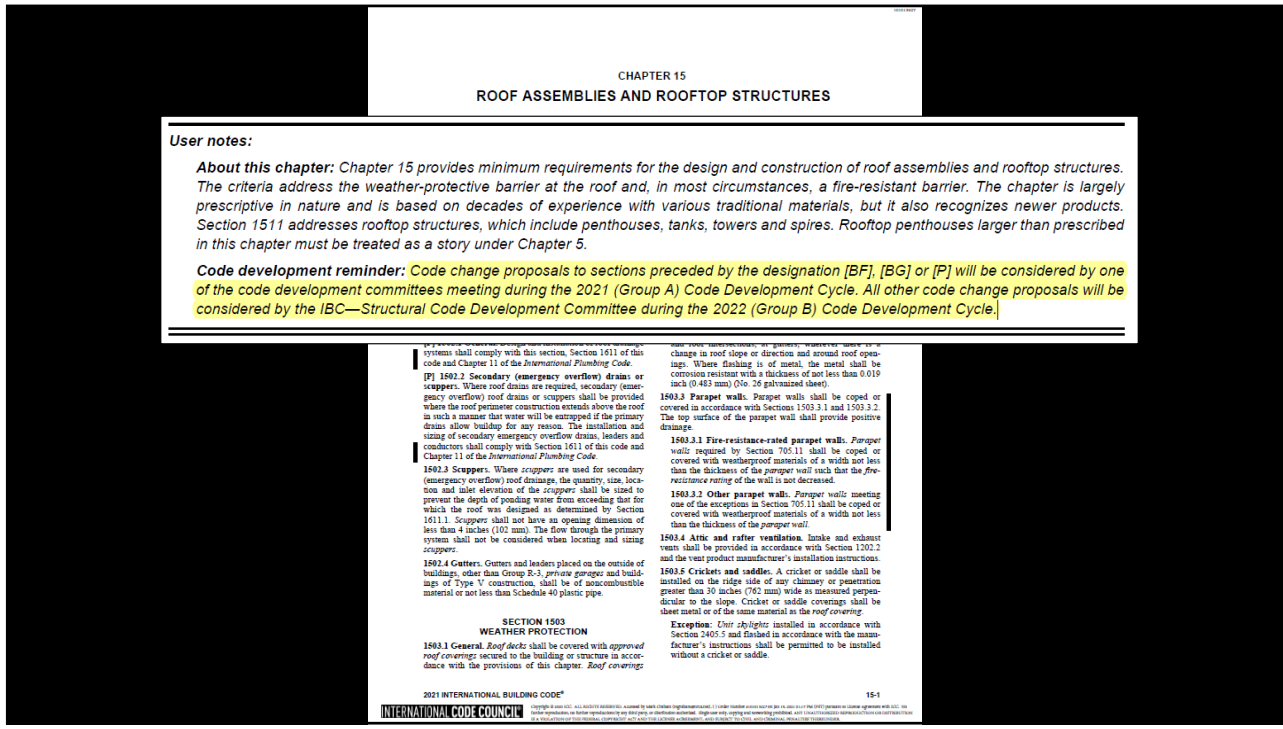 CHAPTER 15
ROOF ASSEMBLIES AND ROOFTOP STRUCTURES
User notes:
About this chapter: Chapter 15 provides minimum requirements for the design and construction of roof assemblies and rooftop structures.
The criteria address the weather-protective barrier at the roof and, in most circumstances, a fire-resistant barrier. The chapter is largely
prescriptive in nature and is based on decades of experience with various traditional materials, but it also recognizes newer products.
Section 1511 addresses rooftop structures, which include penthouses, tanks, towers and spires. Rooftop penthouses larger than prescribed
in this chapter must be treated as a story under Chapter 5.
Code development reminder: Code change proposals to sections preceded by the designation [BF], [BG] or [P] will be considered by one
of the code development committees meeting during the 2021 (Group A) Code Development Cycle. All other code change proposals will be
considered by the IBC—Structural Code Development Committee during the 2022 (Group B) Code Development Cycle.
systems shall comply with this section, Section 1611 of this
code and Chapter 11 of the International Plumbing Code.
[P] 1502.2 Secondary (emergency overflow) drains or
scuppers. Where roof drains are required, secondary (emer-
gency overflow) roof drains or scuppers shall be provided
where the roof perimeter construction extends above the roof
in such a manner that water will be entrapped if the primary
drains allow buildup for any reason. The installation and
sizing of secondary emergency overflow drains, leaders and
conductors shall comply with Section 1611 of this code and
Chapter 11 of the International Plumbing Code.
1502.3 Scuppers. Where scuppers are used for secondary
(emergency overflow) roof drainage, the quantity, size, loca-
tion and inlet elevation of the scuppers shall be sized to
prevent the depth of ponding water from exceeding that for
which the roof was designed as determined by Section
1611.1. Scuppers shall not have an opening dimension of
less than 4 inches (102 mm). The flow through the primary
system shall not be considered when locating and sizing
scuppers.
1502.4 Gutters. Gutters and leaders placed on the outside of
buildings, other than Group R-3, private garages and build-
ings of Type V construction, shall be of noncombustible
material or not less than Schedule 40 plastic pipe.
SECTION 1503
WEATHER PROTECTION
1503.1 General. Roof decks shall be covered with approved
roof coverings secured to the building or structure in accor-
dance with the provisions of this chapter. Roof coverings
change in roof slope or direction and around roof open-
ings. Where flashing is of metal, the metal shall be
corrosion resistant with a thickness of not less than 0.019
inch (0.483 mm) (No. 26 galvanized sheet).
1503.3 Parapet walls. Parapet walls shall be coped or
covered in accordance with Sections 1503.3.1 and 1503.3.2.
The top surface of the parapet wall shall provide positive
drainage.
1503.3.1 Fire-resistance-rated parapet walls. Parapet
walls required by Section 705.11 shall be coped or
covered with weatherproof materials of a width not less
than the thickness of the parapet wall such that the fire-
resistance rating of the wall is not decreased.
1503.3.2 Other parapet walls. Parapet walls meeting
one of the exceptions in Section 705.11 shall be coped or
covered with weatherproof materials of a width not less
than the thickness of the parapet wall.
1503.4 Attic and rafter ventilation. Intake and exhaust
vents shall be provided in accordance with Section 1202.2
and the vent product manufacturer's installation instructions.
1503.5 Crickets and saddles. A cricket or saddle shall be
installed on the ridge side of any chimney or penetration
greater than 30 inches (762 mm) wide as measured perpen-
dicular to the slope. Cricket or saddle coverings shall be
sheet metal or of the same material as the roof covering.
Exception: Unit skylights installed in accordance with
Section 2405.5 and flashed in accordance with the manu-
facturer's instructions shall be permitted to be installed
without a cricket or saddle.
2021 INTERNATIONAL BUILDING CODE®
15-1
INTERNATIONAL CODE COUNCIL